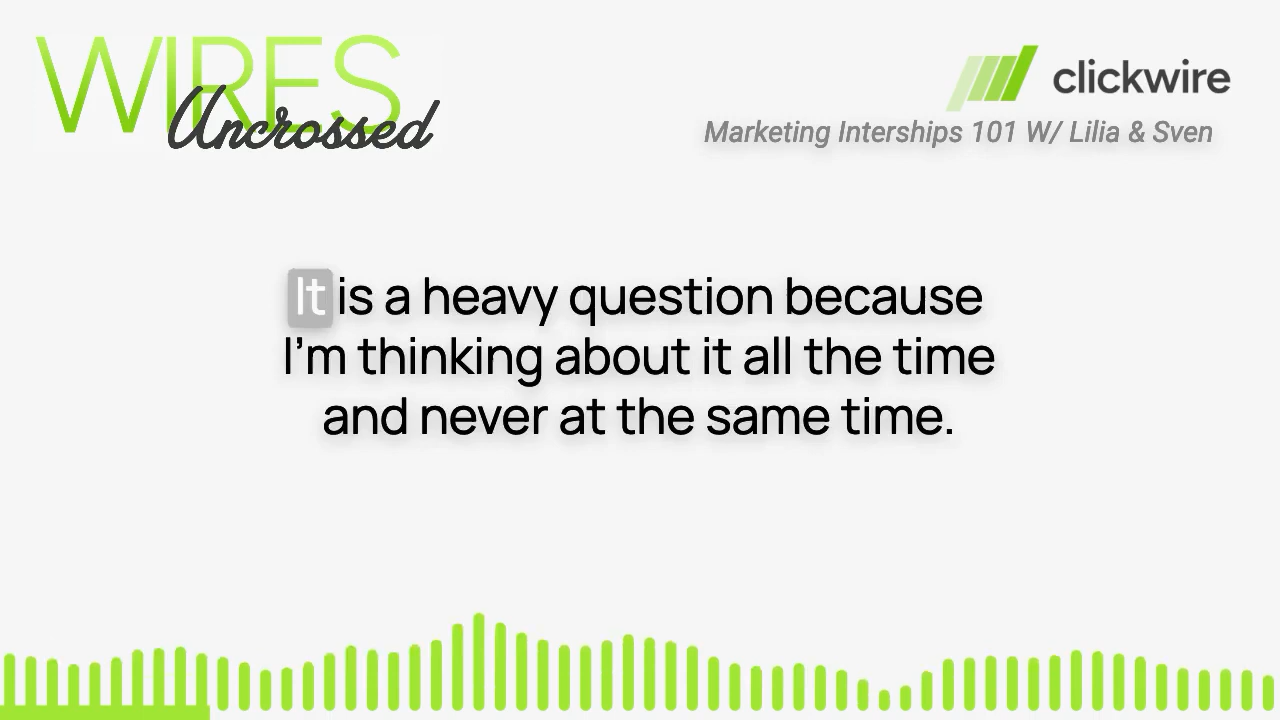 WIRES
Uncrossed
clickwire
Marketing Interships 101 W/ Lilia & Sven
It is a heavy question because
I'm thinking about it all the time
and never at the same time.